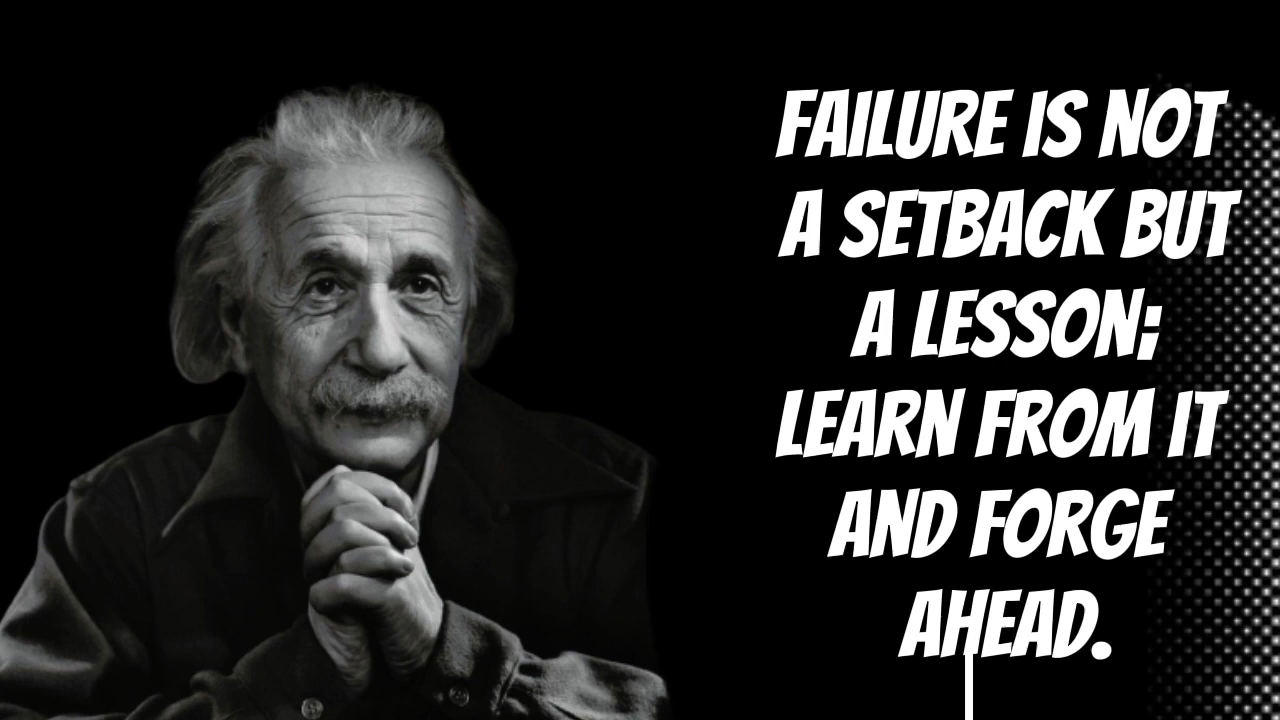 FAILURE IS NOT
A SETBACK BUT
A LESSON;
LEARN FROM IT
AND FORGE
AHEAD.